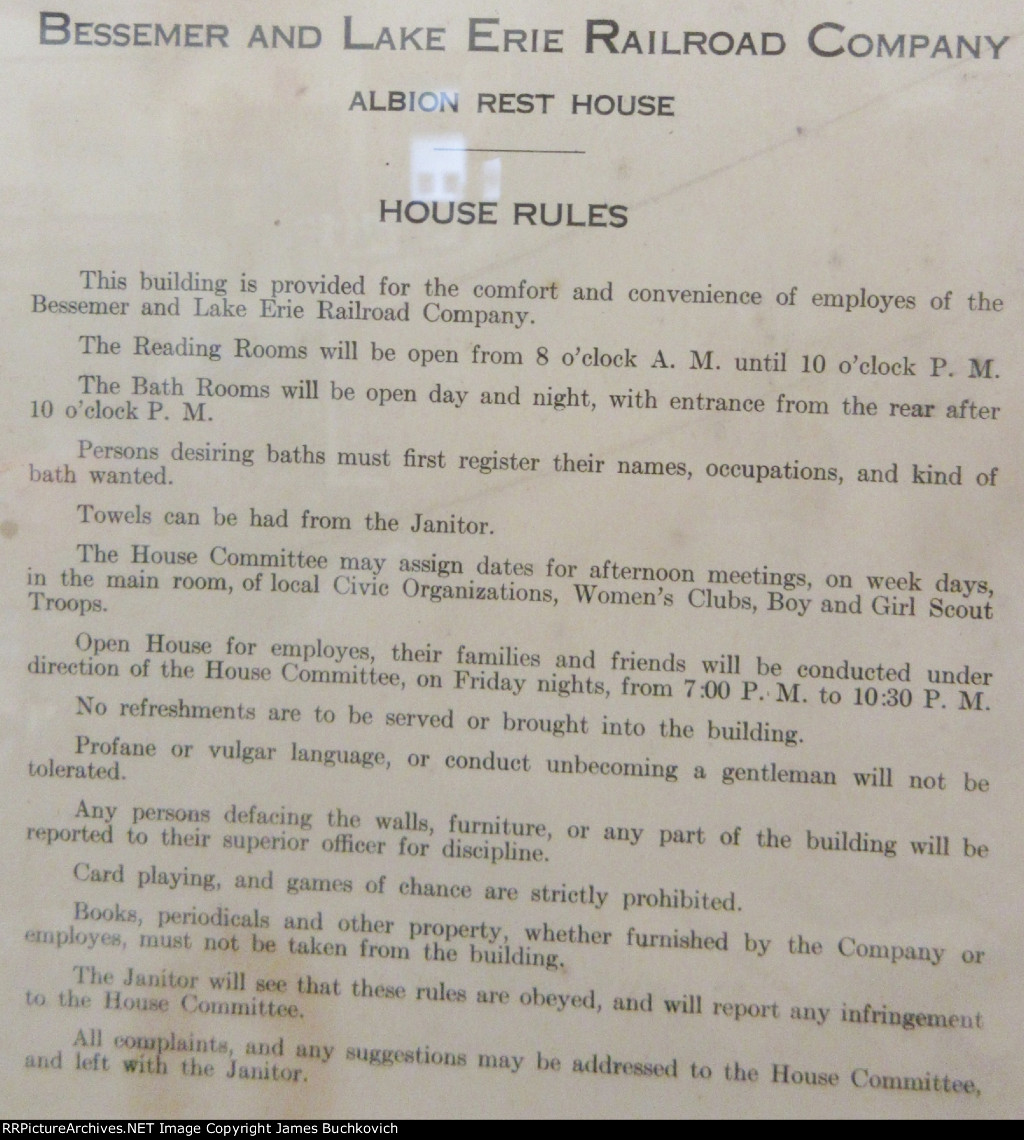 BESSEMER AND LAKE ERIE RAILROAD COMPANY
ALBION REST HOUSE
HOUSE RULES
This building is provided for the comfort and convenience of employes of the
Bessemer and Lake Erie Railroad Company.
The Reading Rooms will be open from 8 o'clock A. M. until 10 o'clock P. M.
The Bath Rooms will be open day and night, with entrance from the rear after
10 o'clock P. M.
Persons desiring baths must first register their names, occupations, and kind of
bath wanted.
Towels can be had from the Janitor.
The House Committee may assign dates for afternoon meetings, on week days,
in the main room, of local Civic Organizations, Women's Clubs, Boy and Girl Scout
Troops.
Open House for employes, their families and friends will be conducted under
direction of the House Committee, on Friday nights, from 7:00 P. M. to 10:30 P. M.
No refreshments are to be served or brought into the building.
Profane or vulgar language, or conduct unbecoming a gentleman will not be
tolerated.
Any persons defacing the walls, furniture, or any part of the building will be
reported to their superior officer for discipline.
Card playing, and games of chance are strictly prohibited.
Books, periodicals and other property, whether furnished by the Company or
employes, must not be taken from the building.
The Janitor will see that these rules are obeyed, and will report any infringement
to the House Committee.
All complaints, and any suggestions may be addressed to the House Committee,
and left with the Janitor.
RRPictureArchives.NET Image Copyright James Buchkovich